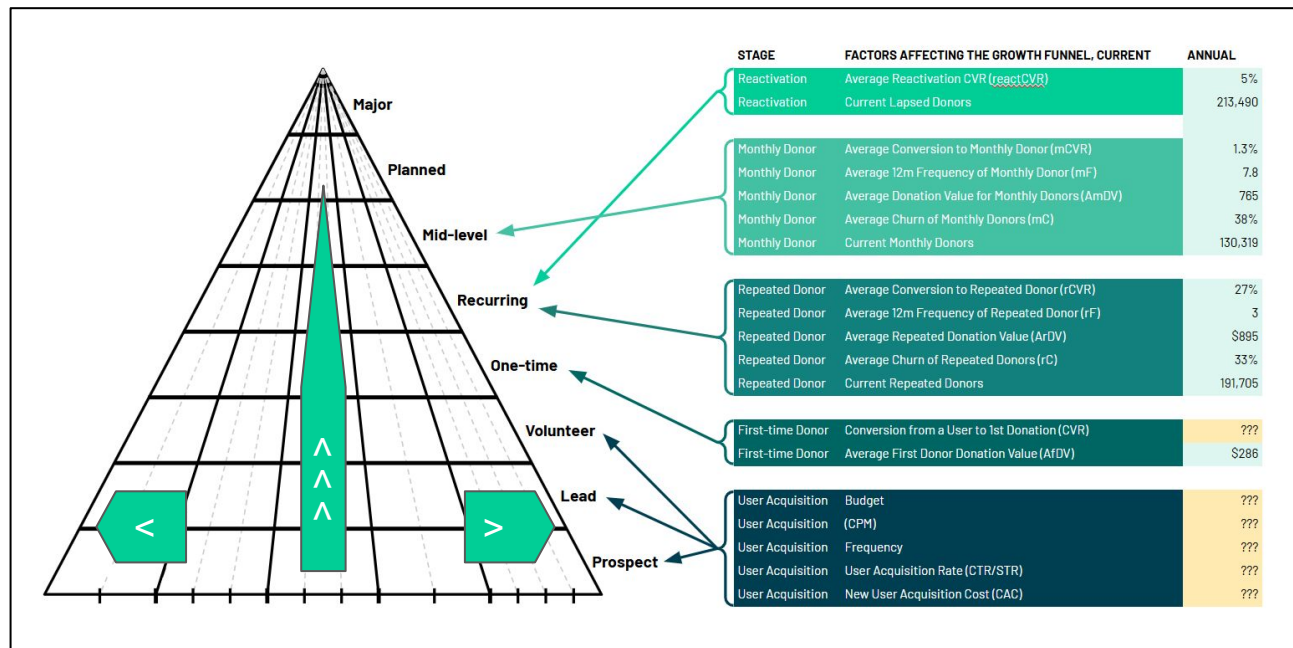 Major
Planned
Mid-level
Recurring
One-time
Volunteer
Lead
Prospect
<
>
^
^
^
STAGE FACTORS AFFECTING THE GROWTH FUNNEL, CURRENT ANNUAL
Reactivation Average Reactivation CVR (reactCVR) 5%
Reactivation Current Lapsed Donors 213,490
Monthly Donor Average Conversion to Monthly Donor (mCVR) 1.3%
Monthly Donor Average 12m Frequency of Monthly Donor (mF) 7.8
Monthly Donor Average Donation Value for Monthly Donors (AmDV) 765
Monthly Donor Average Churn of Monthly Donors (mC) 38%
Monthly Donor Current Monthly Donors 130,319
Repeated Donor Average Conversion to Repeated Donor (rCVR) 27%
Repeated Donor Average 12m Frequency of Repeated Donor (rF) 3
Repeated Donor Average Repeated Donation Value (ArDV) $895
Repeated Donor Average Churn of Repeated Donors (rC) 33%
Repeated Donor Current Repeated Donors 191,705
First-time Donor Conversion from a User to 1st Donation (CVR) ???
First-time Donor Average First Donor Donation Value (AfDV) $286
User Acquisition Budget ???
User Acquisition (CPM) ???
User Acquisition Frequency ???
User Acquisition User Acquisition Rate (CTR/STR) ???
User Acquisition New User Acquisition Cost (CAC) ???